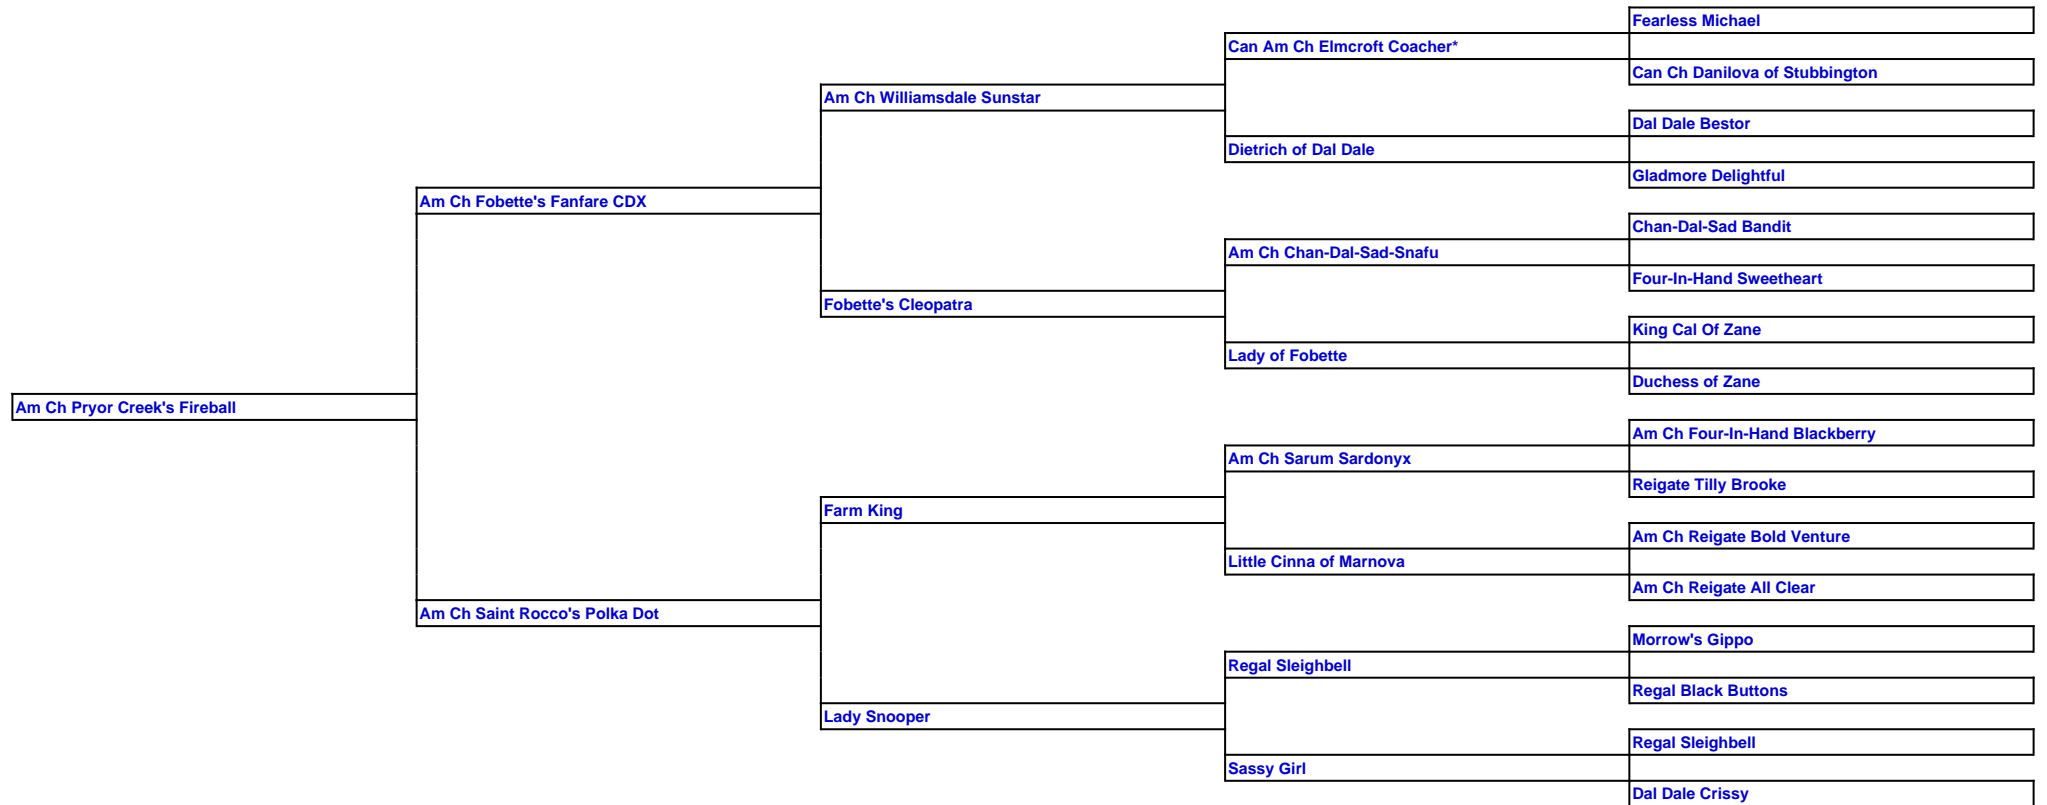 Fearless Michael
Can Am Ch Elmcroft Coacher*
Can Ch Danilova of Stubbington
Am Ch Williamsdale Sunstar
Dal Dale Bestor
Dietrich of Dal Dale
Gladmore Delightful
Am Ch Fobette's Fanfare CDX
Chan-Dal-Sad Bandit
Am Ch Chan-Dal-Sad-Snafu
Four-In-Hand Sweetheart
Fobette's Cleopatra
King Cal Of Zane
Lady of Fobette
Duchess of Zane
Am Ch Pryor Creek's Fireball
Am Ch Four-In-Hand Blackberry
Am Ch Sarum Sardonyx
Reigate Tilly Brooke
Farm King
Am Ch Reigate Bold Venture
Little Cinna of Marnova
Am Ch Reigate All Clear
Am Ch Saint Rocco's Polka Dot
Morrow's Gippo
Regal Sleighbell
Regal Black Buttons
Lady Snooper
Regal Sleighbell
Sassy Girl
Dal Dale Crissy